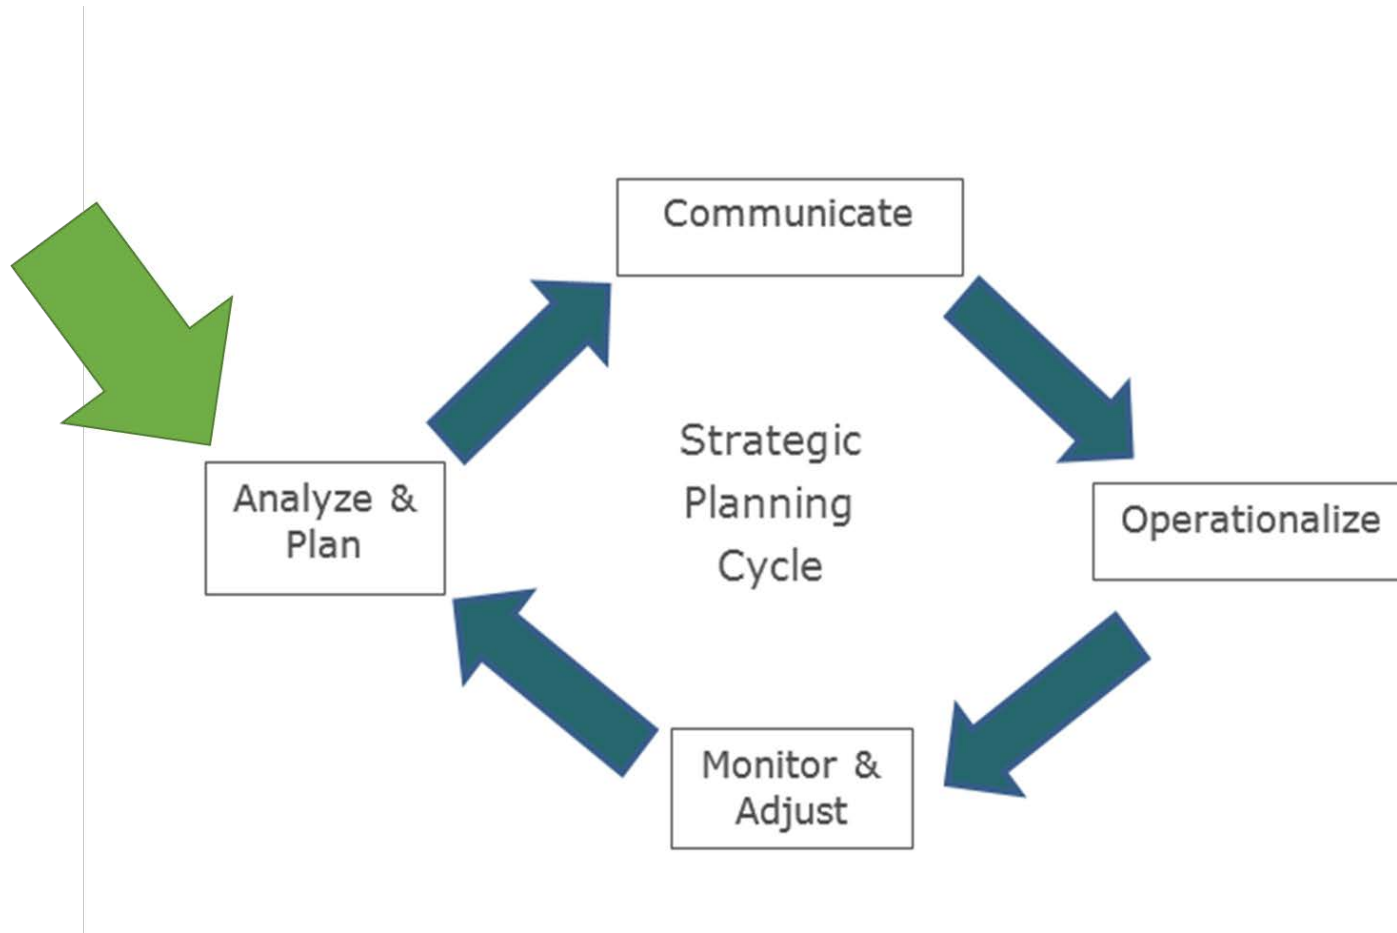 Communicate
Strategic
Planning
Cycle
Analyze &
Plan
Operationalize
Monitor &
Adjust